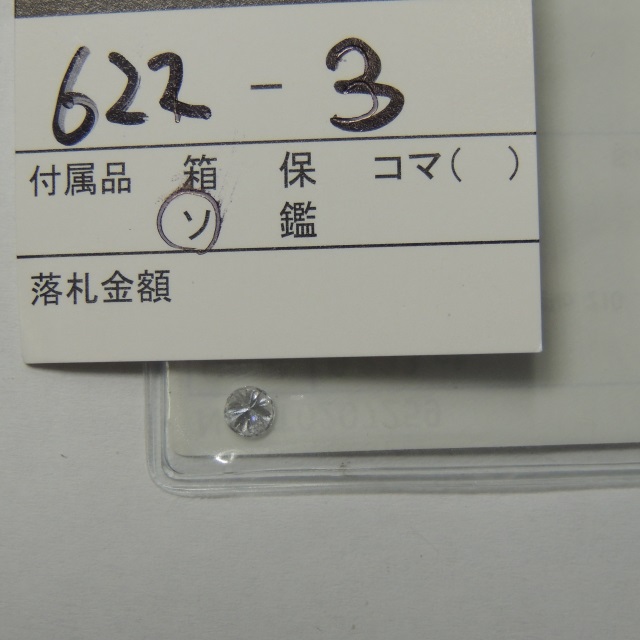 622-3
付属品 箱 保 コマ( )
ソ 鑑
落札金額